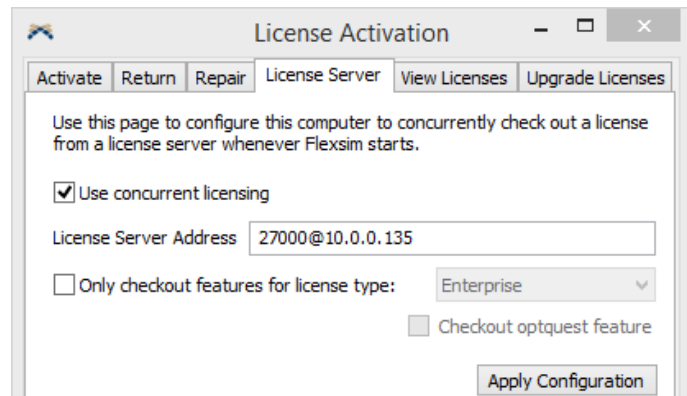 License Activation
Activate Return Repair License Server View Licenses Upgrade Licenses
Use this page to configure this computer to concurrently check out a license
from a license server whenever Flexsim starts.
Use concurrent licensing
License Server Address 27000@10.0.0.135
Only checkout features for license type: Enterprise
Checkout optquest feature
Apply Configuration